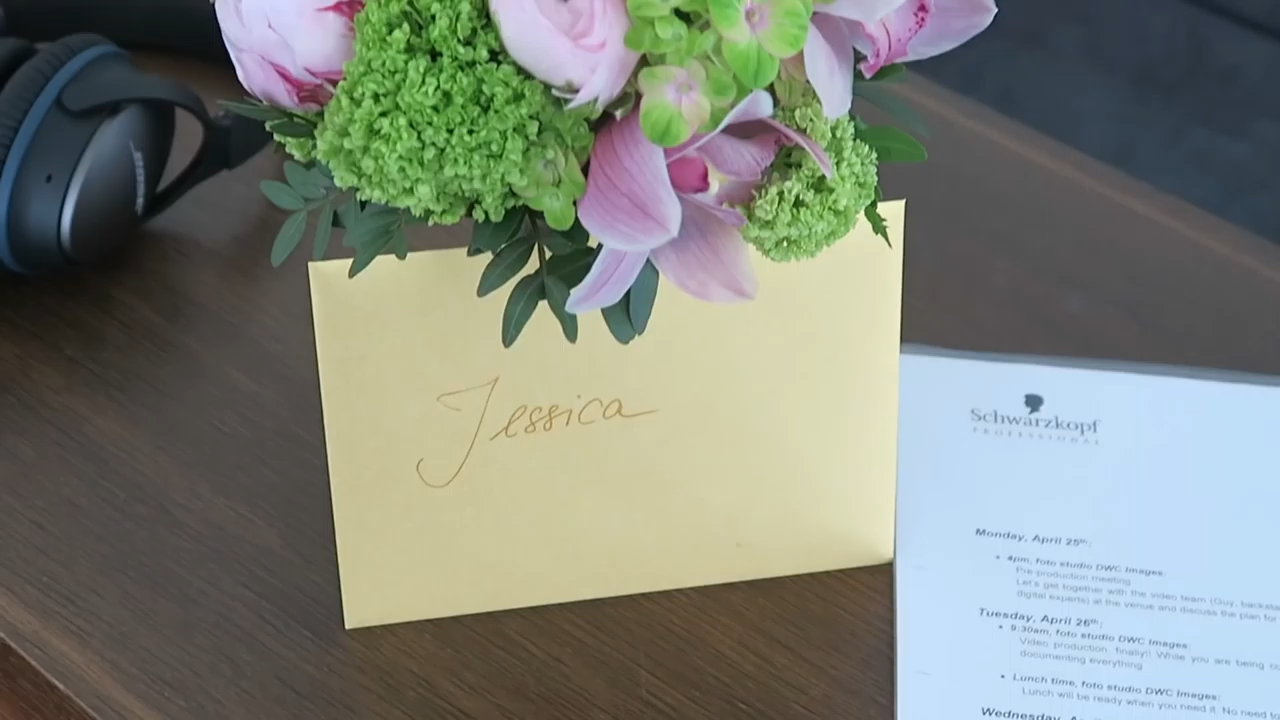 Jessica
Schwarzkopf
PROFESSIONAL
Monday, April 25th:
• 4pm, foto studio DWC Images:
Pre-production meeting
Let's get together with the video team (Guy, backsta
digital experts) at the venue and discuss the plan for
Tuesday, April 26th:
• 9:30am, foto studio DWC Images:
Video production, finally!! While you are being
documenting everything
• Lunch time, foto studio DWC Images:
Lunch will be ready when you need it. No need to
Wednesday,